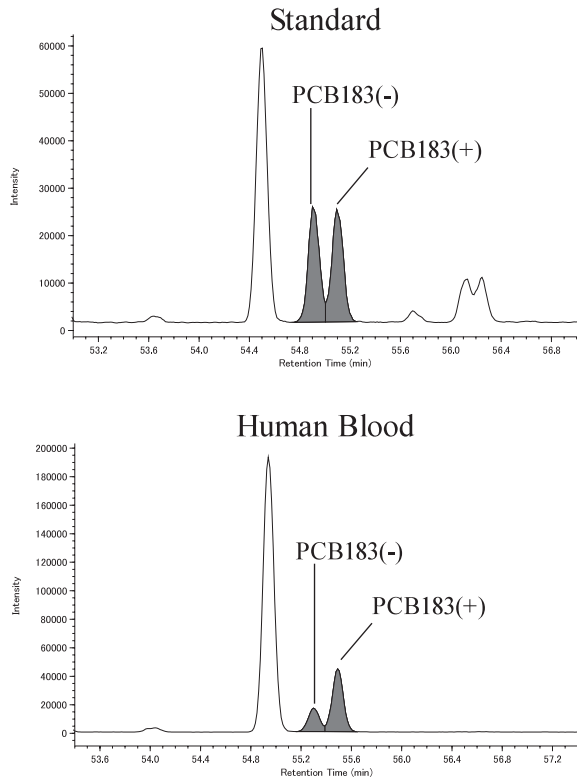 Standard
60000
50000
40000
30000
20000
10000
0
Intensity
PCB183(-)
PCB183(+)
53.2 53.6 54.0 54.4 54.8 55.2 55.6 56.0 56.4 56.8
Retention Time (min)
Human Blood
200000
180000
160000
140000
120000
100000
80000
60000
40000
20000
0
Intensity
PCB183(-)
PCB183(+)
53.6 54.0 54.4 54.8 55.2 55.6 56.0 56.4 56.8 57.2
Retention Time (min)